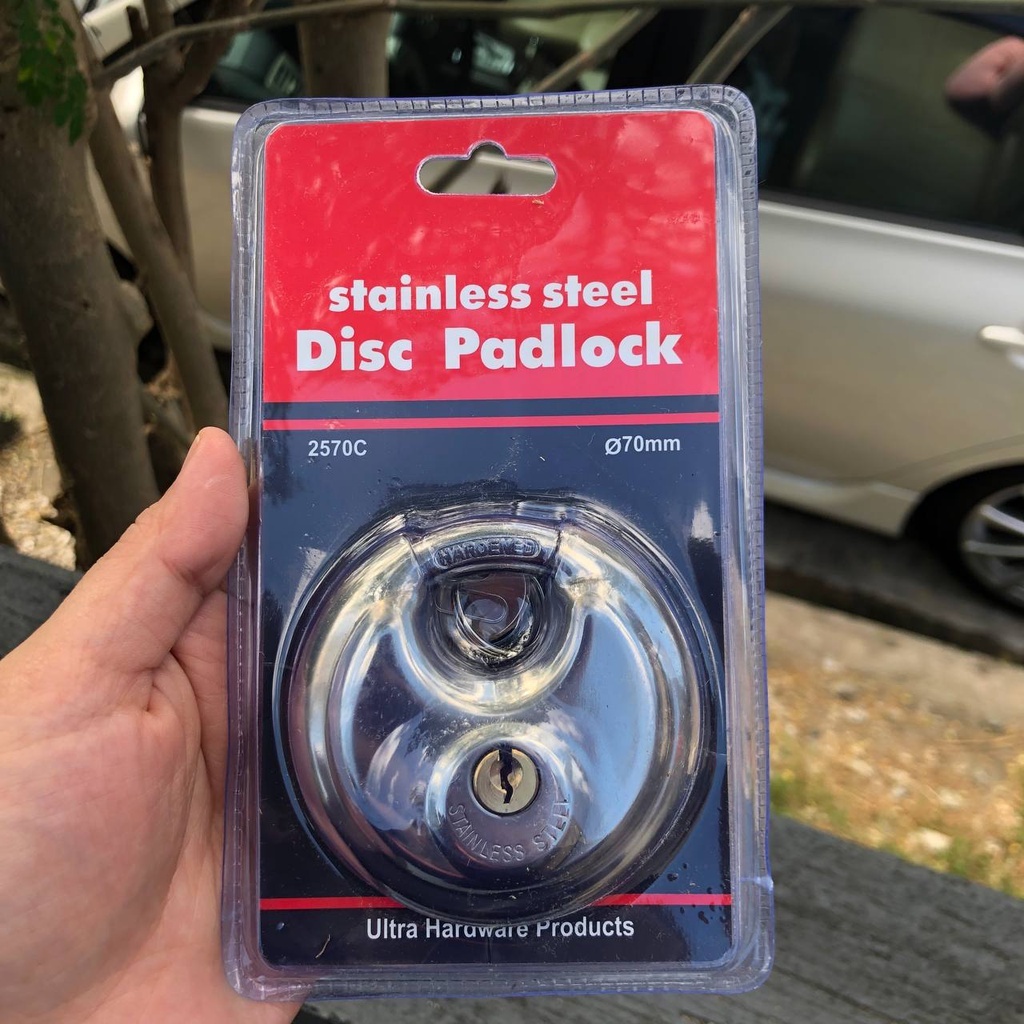 stainless steel
Disc Padlock
2570C
Ø70mm
HARDENED
STAINLESS STEEL
Ultra Hardware Products